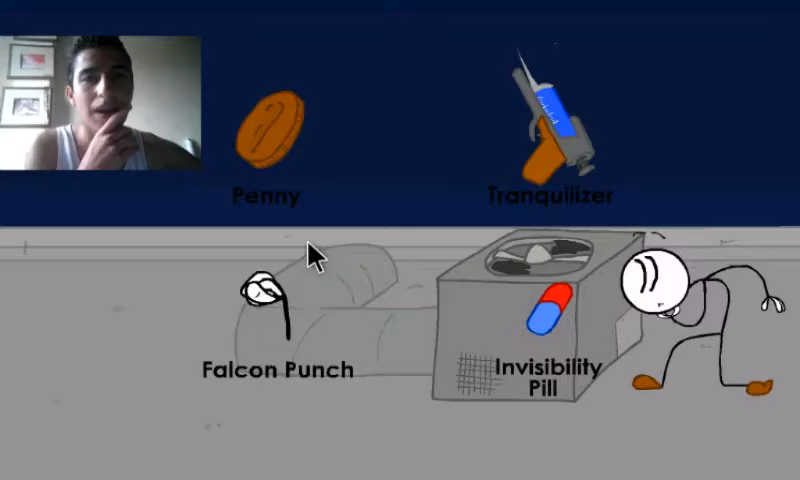 Penny
Tranquilizer
Falcon Punch
Invisibility
Pill